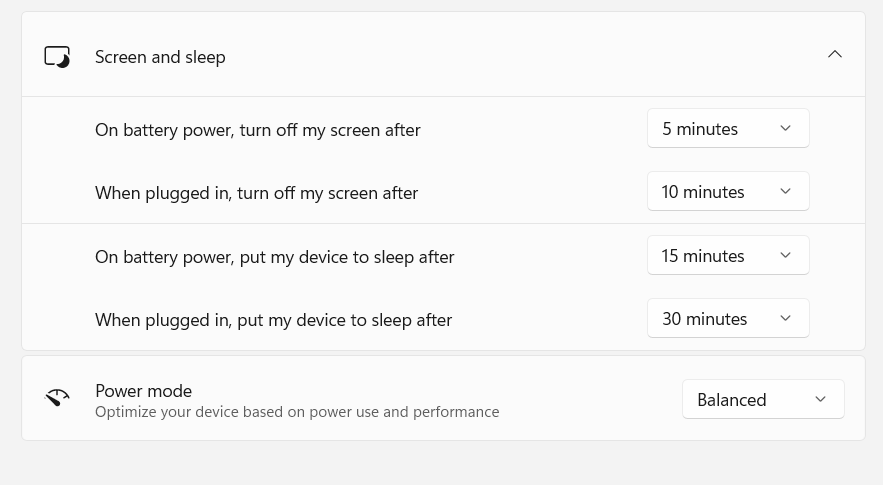 Screen and sleep
On battery power, turn off my screen after
5 minutes
When plugged in, turn off my screen after
10 minutes
On battery power, put my device to sleep after
15 minutes
When plugged in, put my device to sleep after
30 minutes
Power mode
Optimize your device based on power use and performance
Balanced